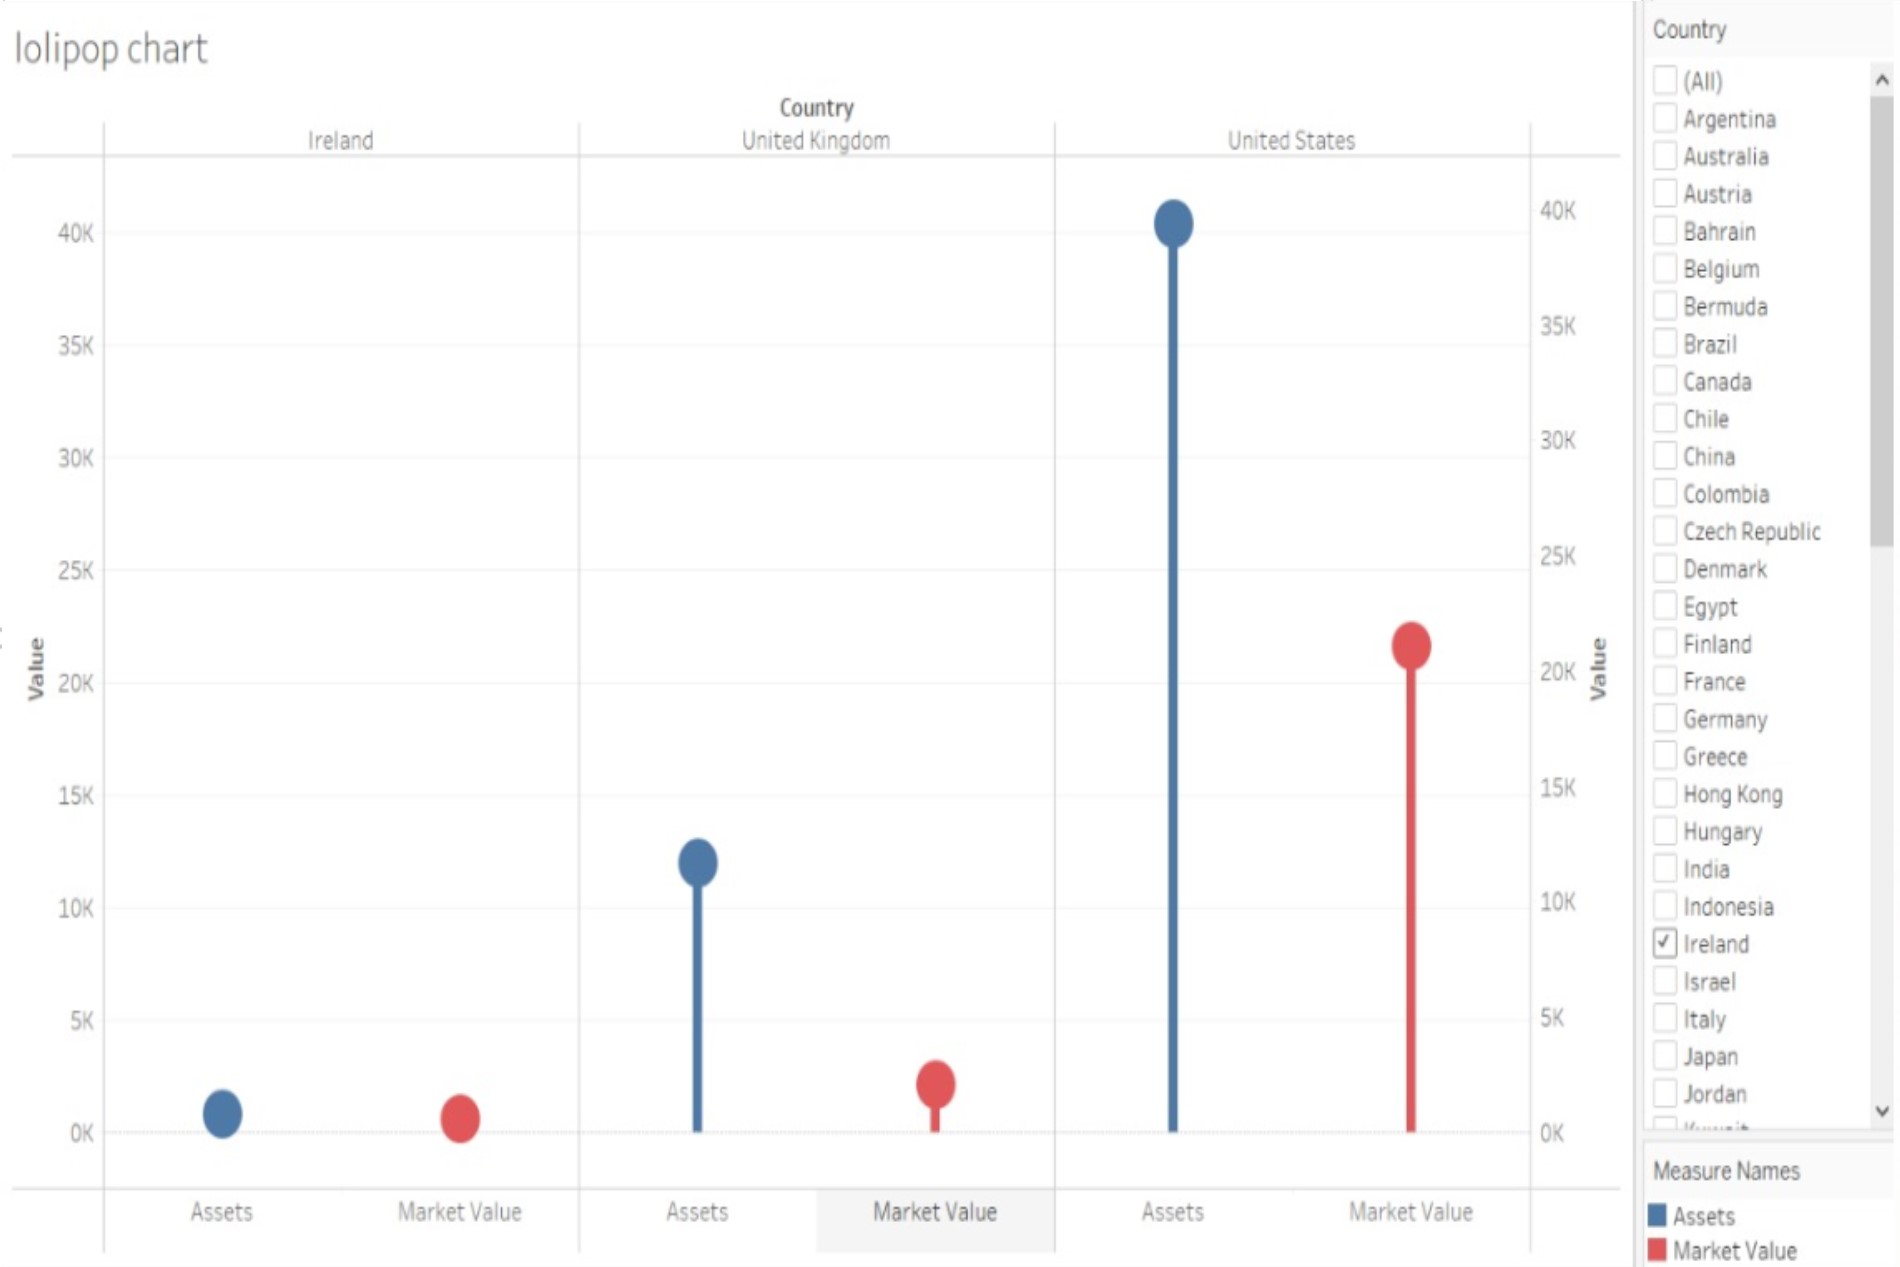 lolipop chart
Country
Ireland United Kingdom United States
40K
35K
30K
25K
20K
15K
10K
5K
0K
Value
40K
35K
30K
25K
20K
15K
10K
5K
0K
Value
Assets Market Value Assets Market Value Assets Market Value
Country
(All)
Argentina
Australia
Austria
Bahrain
Belgium
Bermuda
Brazil
Canada
Chile
China
Colombia
Czech Republic
Denmark
Egypt
Finland
France
Germany
Greece
Hong Kong
Hungary
India
Indonesia
Ireland
Israel
Italy
Japan
Jordan
Measure Names
Assets
Market Value